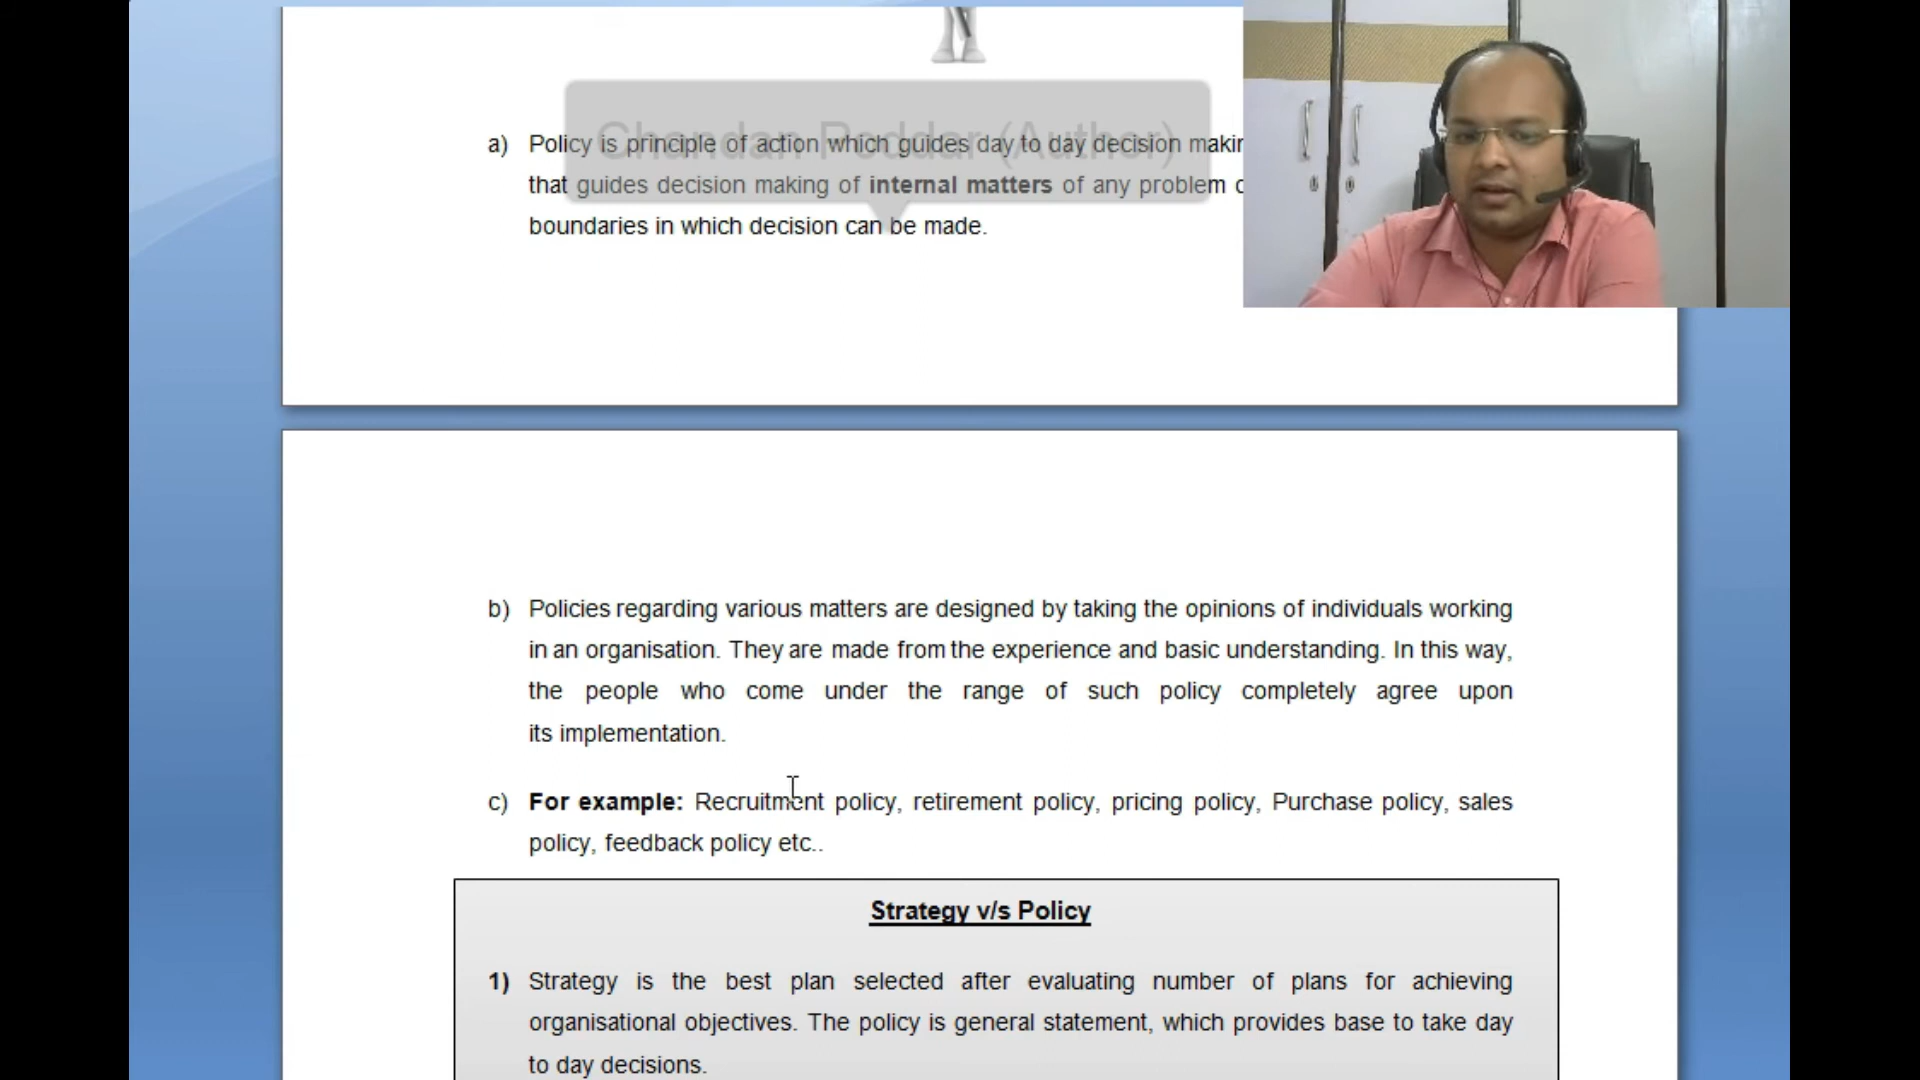 Chandan Poddar (Author)
a) Policy is principle of action which guides day to day decision
that guides decision making of internal matters of any problem
boundaries in which decision can be made.
b) Policies regarding various matters are designed by taking the opinions of individuals working
in an organisation. They are made from the experience and basic understanding. In this way,
the people who come under the range of such policy completely agree upon
its implementation.
c) For example: Recruitment policy, retirement policy, pricing policy, Purchase policy, sales
policy, feedback policy etc..
Strategy v/s Policy
1) Strategy is the best plan selected after evaluating number of plans for achieving
organisational objectives. The policy is general statement, which provides base to take day
to day decisions.